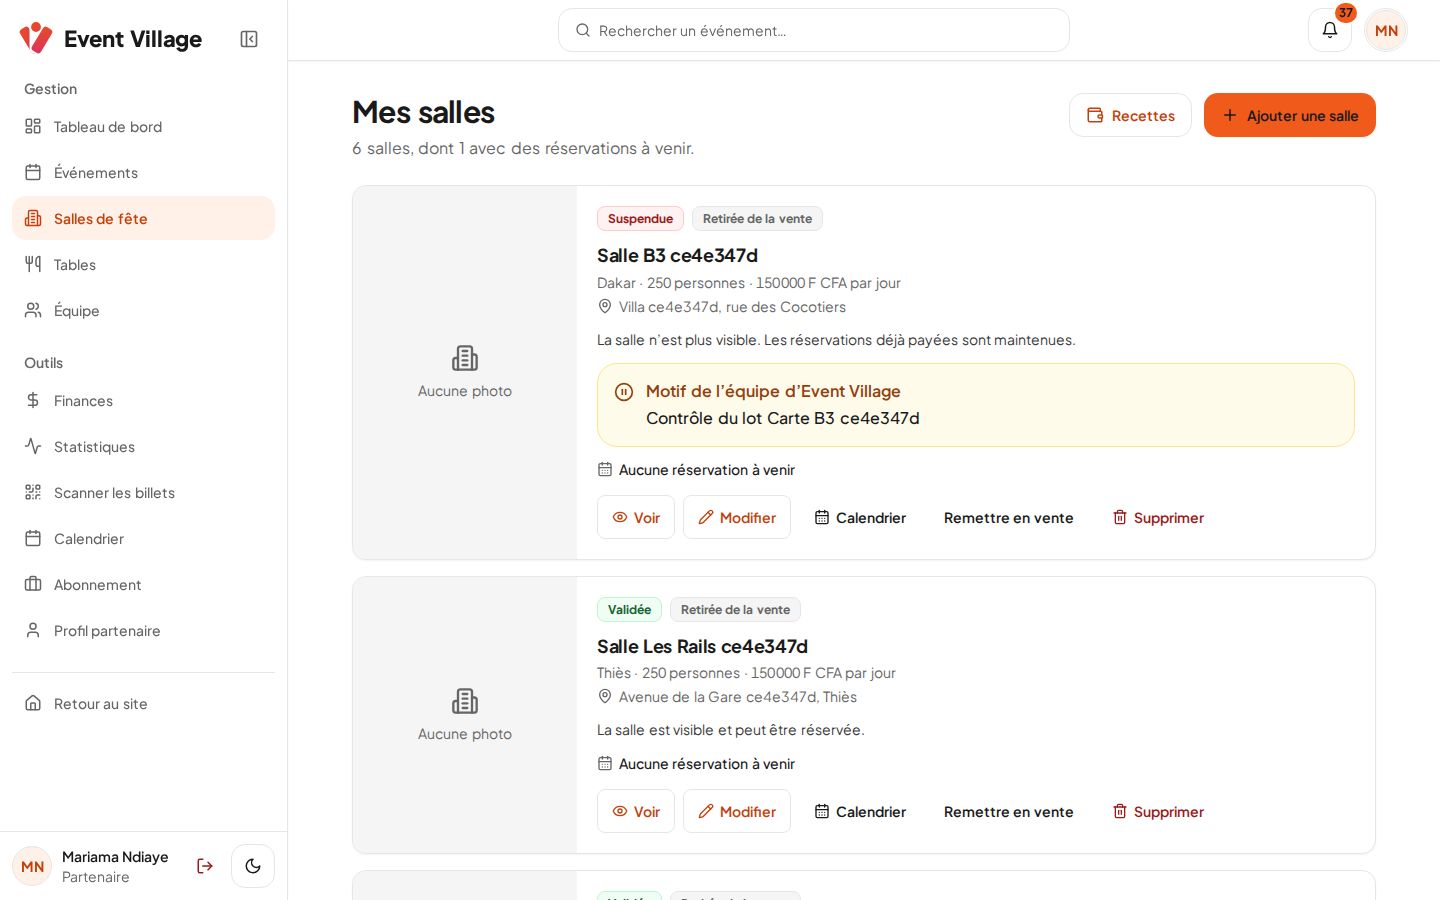 Event Village
Rechercher un événement…
37
MN
Gestion
Tableau de bord
Événements
Salles de fête
Tables
Équipe
Outils
Finances
Statistiques
Scanner les billets
Calendrier
Abonnement
Profil partenaire
Retour au site
MN
Mariama Ndiaye
Partenaire
Mes salles
6 salles, dont 1 avec des réservations à venir.
Recettes
Ajouter une salle
Aucune photo
Suspendue
Retirée de la vente
Salle B3 ce4e347d
Dakar · 250 personnes · 150000 F CFA par jour
Villa ce4e347d, rue des Cocotiers
La salle n’est plus visible. Les réservations déjà payées sont maintenues.
Motif de l’équipe d’Event Village
Contrôle du lot Carte B3 ce4e347d
Aucune réservation à venir
Voir
Modifier
Calendrier
Remettre en vente
Supprimer
Aucune photo
Validée
Retirée de la vente
Salle Les Rails ce4e347d
Thiès · 250 personnes · 150000 F CFA par jour
Avenue de la Gare ce4e347d, Thiès
La salle est visible et peut être réservée.
Aucune réservation à venir
Voir
Modifier
Calendrier
Remettre en vente
Supprimer